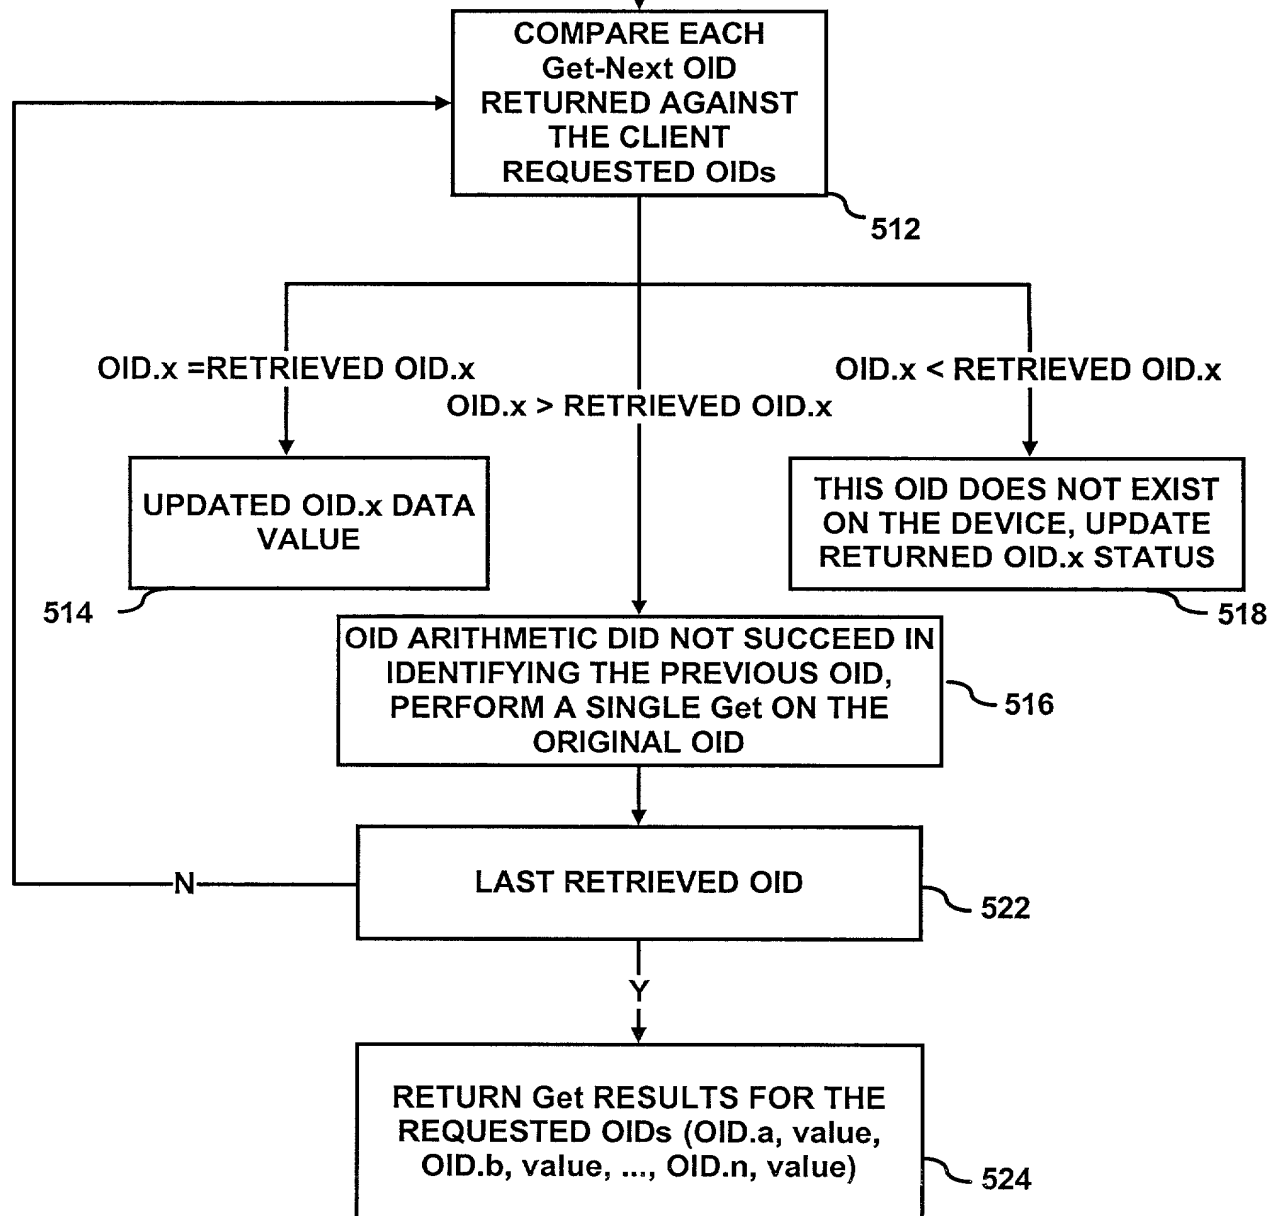 COMPARE EACH
Get-Next OID
RETURNED AGAINST
THE CLIENT
REQUESTED OIDs
512
OID.x =RETRIEVED OID.x
OID.x > RETRIEVED OID.x
OID.x < RETRIEVED OID.x
UPDATED OID.x DATA
VALUE
514
THIS OID DOES NOT EXIST
ON THE DEVICE, UPDATE
RETURNED OID.x STATUS
518
OID ARITHMETIC DID NOT SUCCEED IN
IDENTIFYING THE PREVIOUS OID,
PERFORM A SINGLE Get ON THE
ORIGINAL OID
516
LAST RETRIEVED OID
522
N
Y
RETURN Get RESULTS FOR THE
REQUESTED OIDs (OID.a, value,
OID.b, value, ..., OID.n, value)
524